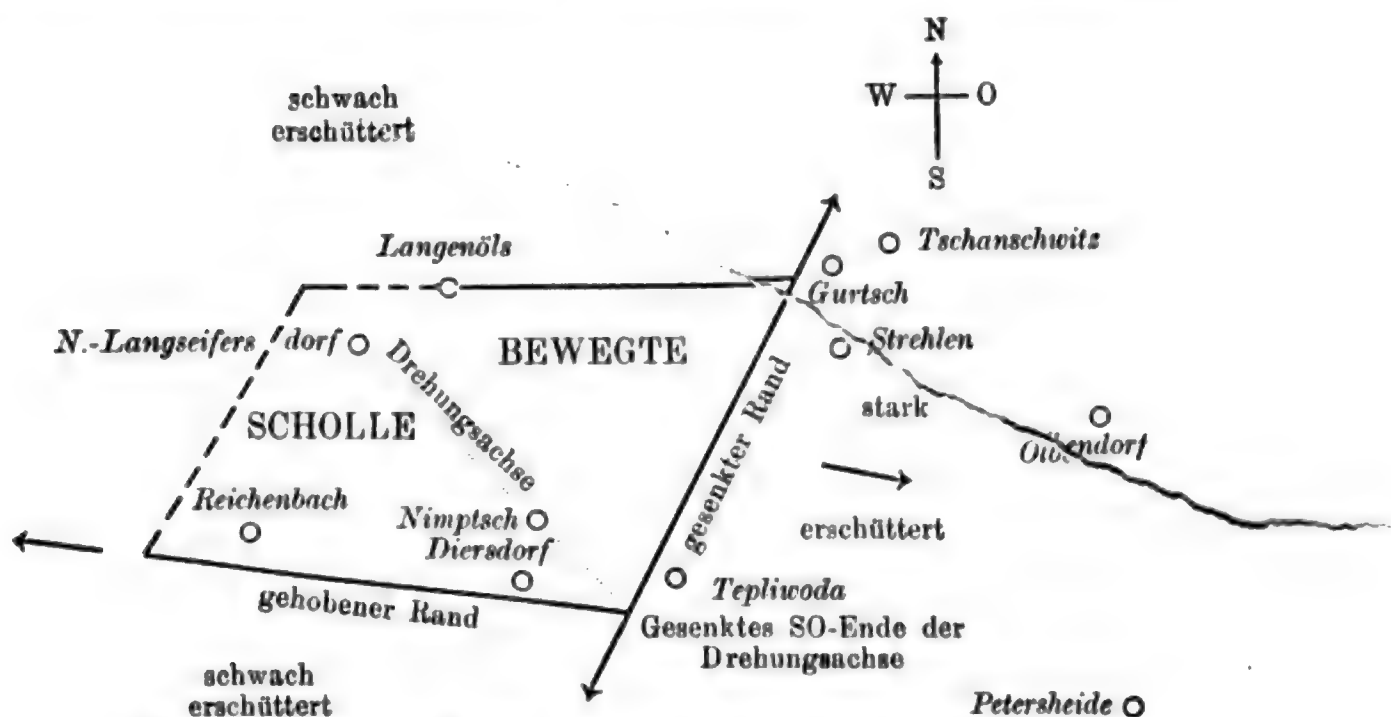 N
W O
S
schwach
erschüttert
Tschanschwitz
Langenöls
Gurtsch
N.-Langseifersdorf
Drehungsachse
BEWEGTE
Strehlen
gesenkter Rand
stark
SCHOLLE
Reichenbach
Nimptsch
Diersdorf
erschüttert
gehobener Rand
Tepliwoda
Gesenktes SO-Ende der
Drehungsachse
schwach
erschüttert
Petersheide